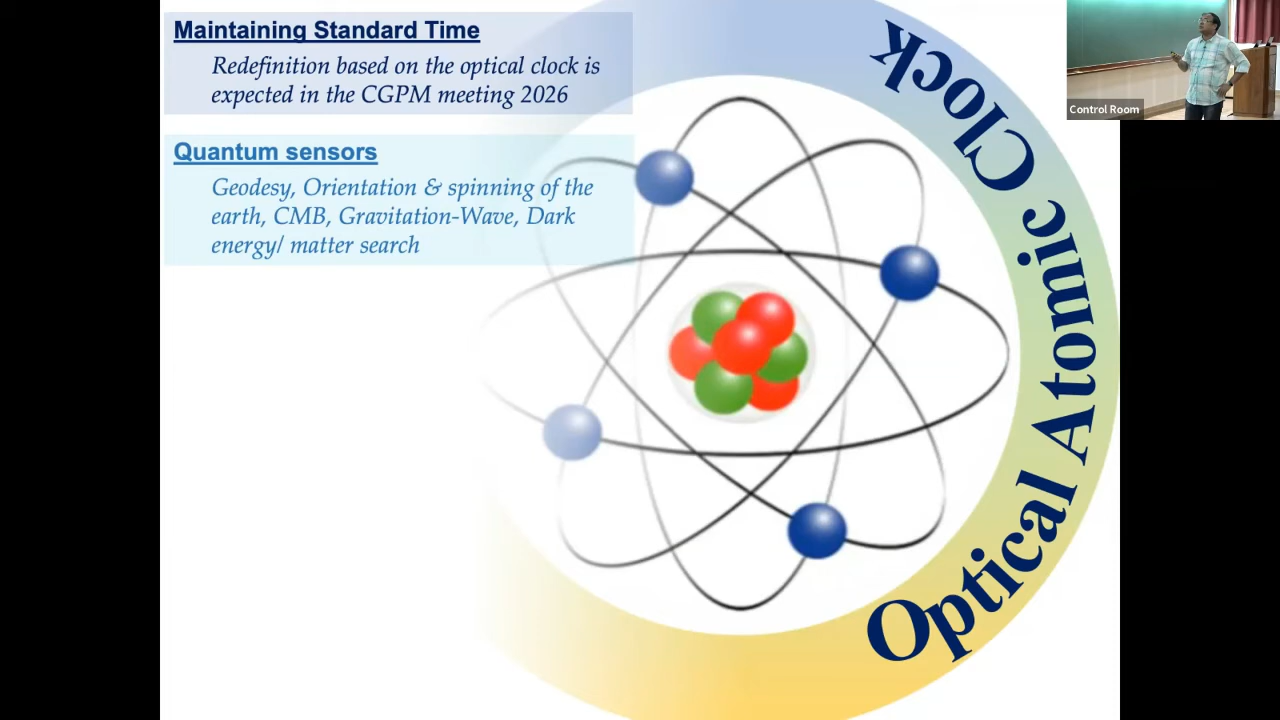 Maintaining Standard Time
Redefinition based on the optical clock is
expected in the CGPM meeting 2026
Quantum sensors
Geodesy, Orientation & spinning of the
earth, CMB, Gravitation-Wave, Dark
energy/ matter search
Optical Atomic Clock
Control Room